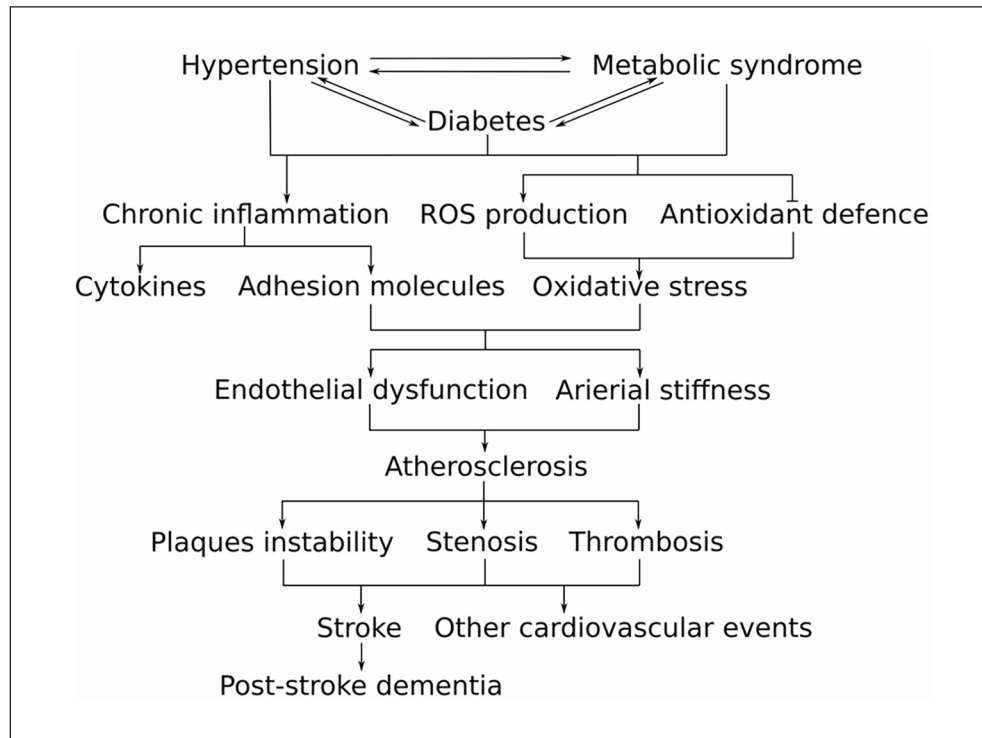 Hypertension Metabolic syndrome
Diabetes
Chronic inflammation ROS production Antioxidant defence
Cytokines Adhesion molecules Oxidative stress
Endothelial dysfunction Arierial stiffness
Atherosclerosis
Plaques instability Stenosis Thrombosis
Stroke Other cardiovascular events
Post-stroke dementia